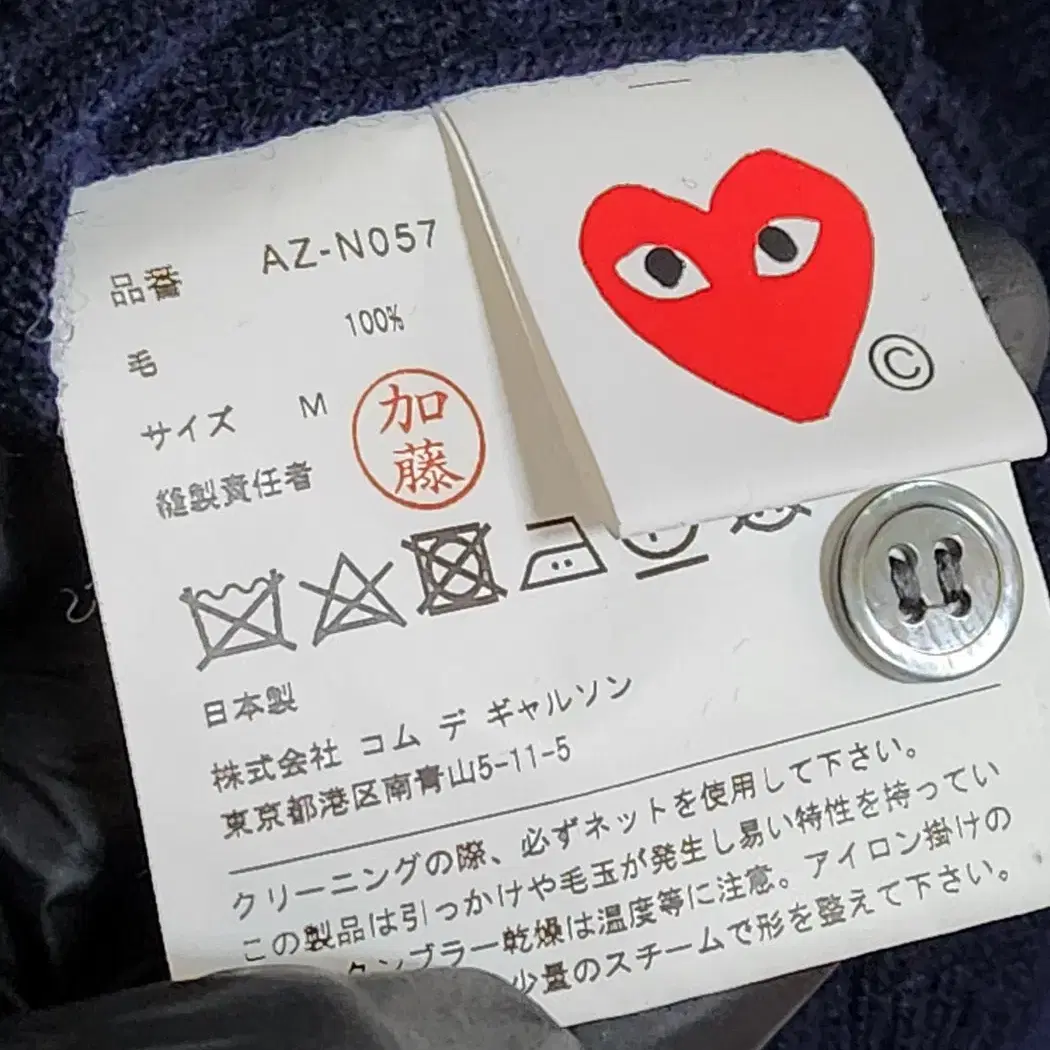 品番 AZ-N057
毛 100%
サイズ M
縫製責任者 加藤
©
日本製
株式会社 コム デ ギャルソン
東京都港区南青山5-11-5
クリーニングの際、必ずネットを使用して下さい。
この製品は引っかけや毛玉が発生し易い特性を持ってい
タンブラー乾燥は温度等に注意。アイロン掛けの
少量のスチームで形を整えて下さい。